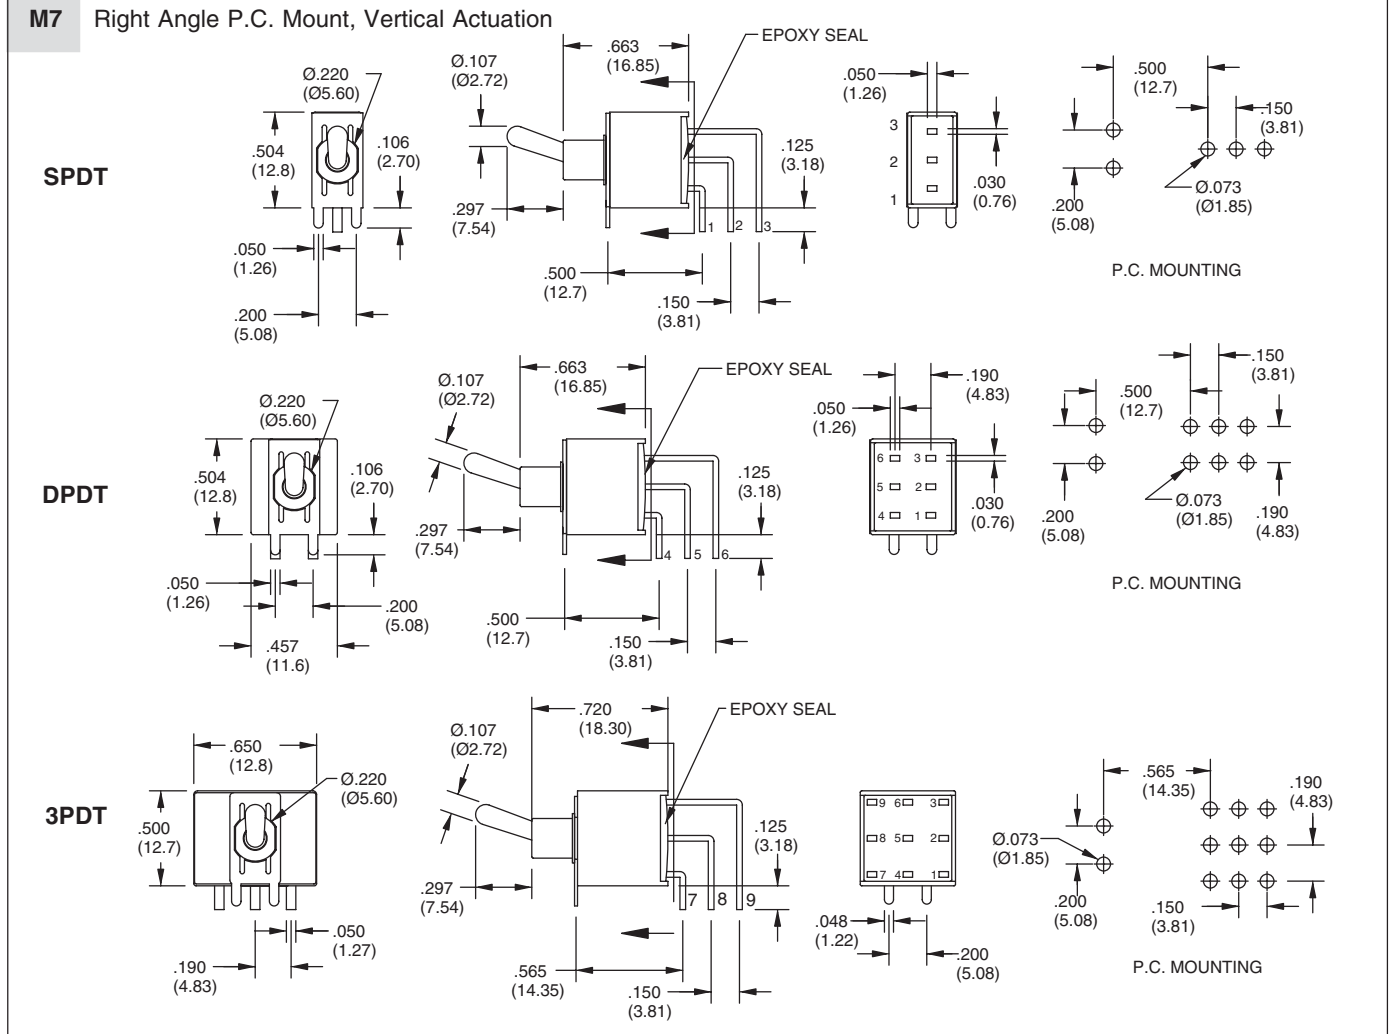 M7 Right Angle P.C. Mount, Vertical Actuation
SPDT
Ø.220
(Ø5.60)
.504
(12.8)
.106
(2.70)
.050
(1.26)
.200
(5.08)
Ø.107
(Ø2.72)
.663
(16.85)
EPOXY SEAL
.297
(7.54)
.125
(3.18)
1 2 3
.500
(12.7)
.150
(3.81)
.050
(1.26)
3
2
1
.030
(0.76)
.500
(12.7)
.150
(3.81)
.200
(5.08)
Ø.073
(Ø1.85)
P.C. MOUNTING
DPDT
Ø.220
(Ø5.60)
.504
(12.8)
.106
(2.70)
.050
(1.26)
.200
(5.08)
.457
(11.6)
Ø.107
(Ø2.72)
.663
(16.85)
EPOXY SEAL
.297
(7.54)
.125
(3.18)
4 5 6
.500
(12.7)
.150
(3.81)
.190
(4.83)
.050
(1.26)
6 3
5 2
4 1
.030
(0.76)
.150
(3.81)
.500
(12.7)
.200
(5.08)
Ø.073
(Ø1.85)
.190
(4.83)
P.C. MOUNTING
3PDT
.650
(12.8)
Ø.220
(Ø5.60)
.500
(12.7)
.050
(1.27)
.190
(4.83)
Ø.107
(Ø2.72)
.720
(18.30)
EPOXY SEAL
.297
(7.54)
.125
(3.18)
7 8 9
.565
(14.35)
.150
(3.81)
9 6 3
8 5 2
7 4 1
.048
(1.22)
.200
(5.08)
.565
(14.35)
.190
(4.83)
Ø.073
(Ø1.85)
.200
(5.08)
.150
(3.81)
P.C. MOUNTING